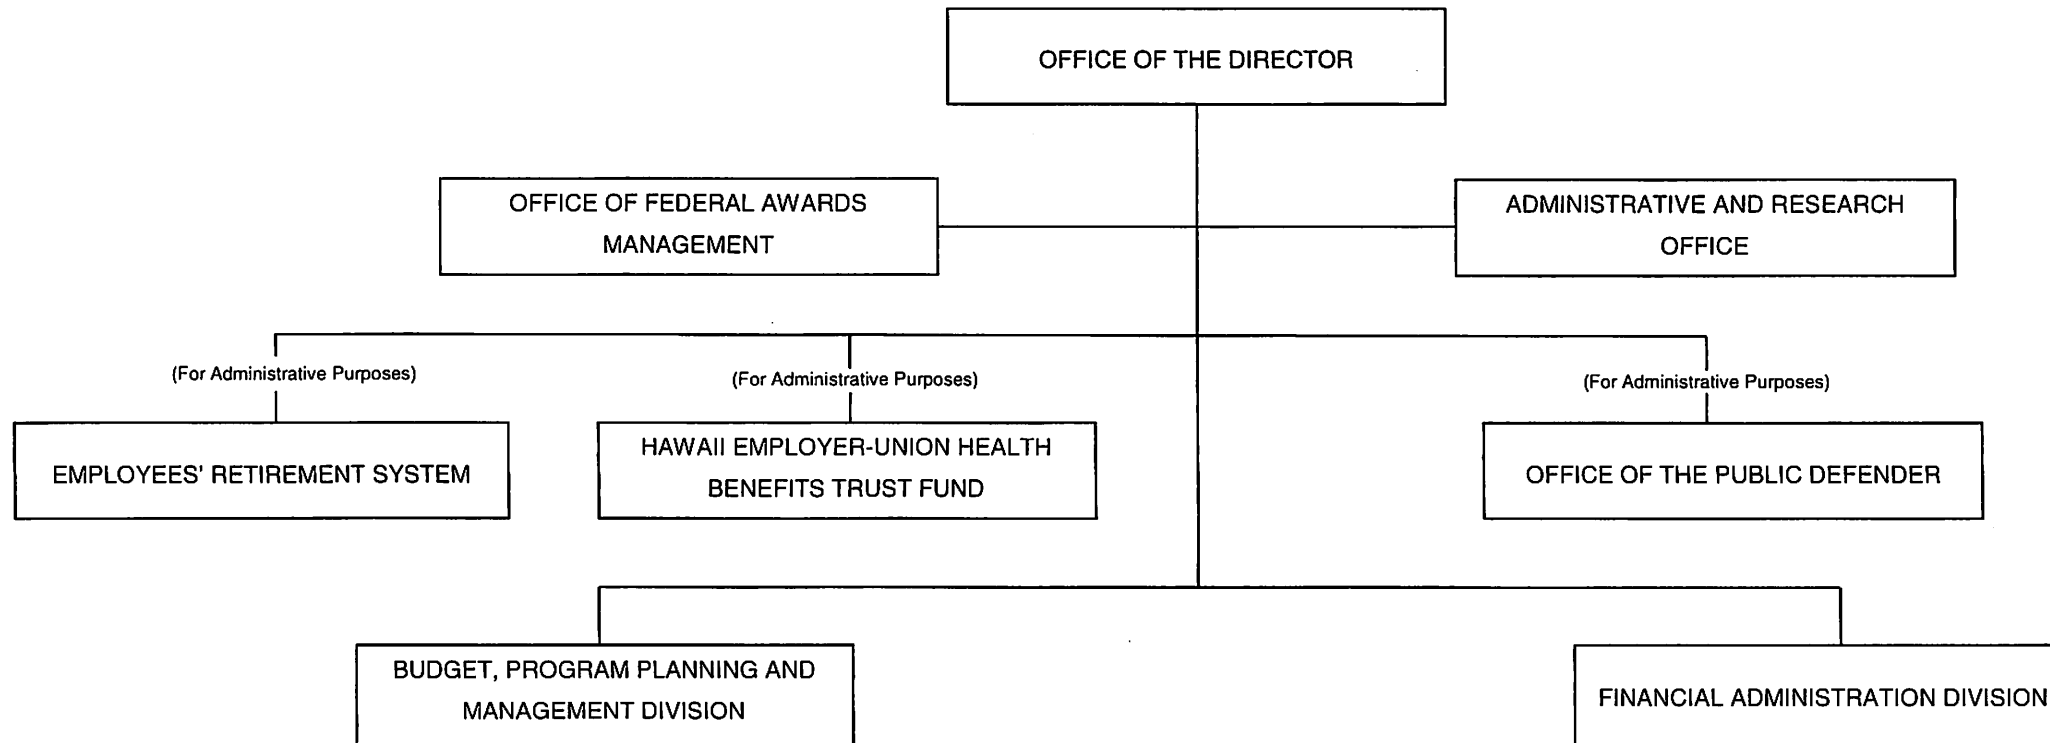 OFFICE OF THE DIRECTOR
OFFICE OF FEDERAL AWARDS
MANAGEMENT
ADMINISTRATIVE AND RESEARCH
OFFICE
(For Administrative Purposes)
(For Administrative Purposes)
(For Administrative Purposes)
EMPLOYEES' RETIREMENT SYSTEM
HAWAII EMPLOYER-UNION HEALTH
BENEFITS TRUST FUND
OFFICE OF THE PUBLIC DEFENDER
BUDGET, PROGRAM PLANNING AND
MANAGEMENT DIVISION
FINANCIAL ADMINISTRATION DIVISION